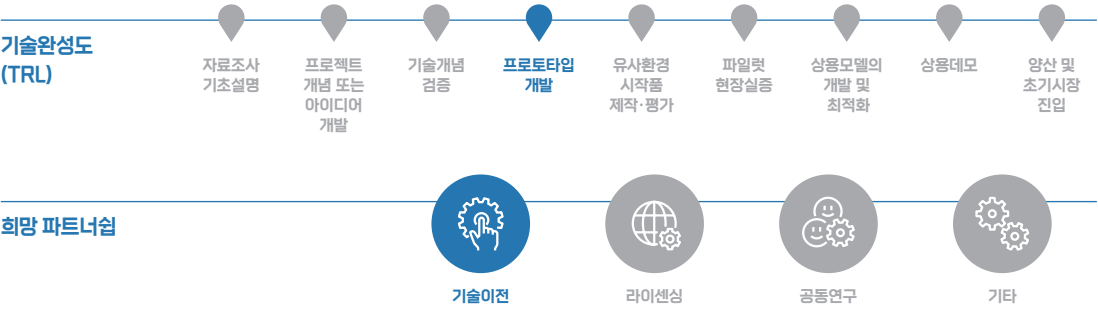 기술완성도
(TRL)
자료조사
기초설명
프로젝트
개념 또는
아이디어
개발
기술개념
검증
프로토타입
개발
유사환경
시작품
제작·평가
파일럿
현장실증
상용모델의
개발 및
최적화
상용데모
양산 및
초기시장
진입
희망 파트너쉽
기술이전
라이센싱
공동연구
기타